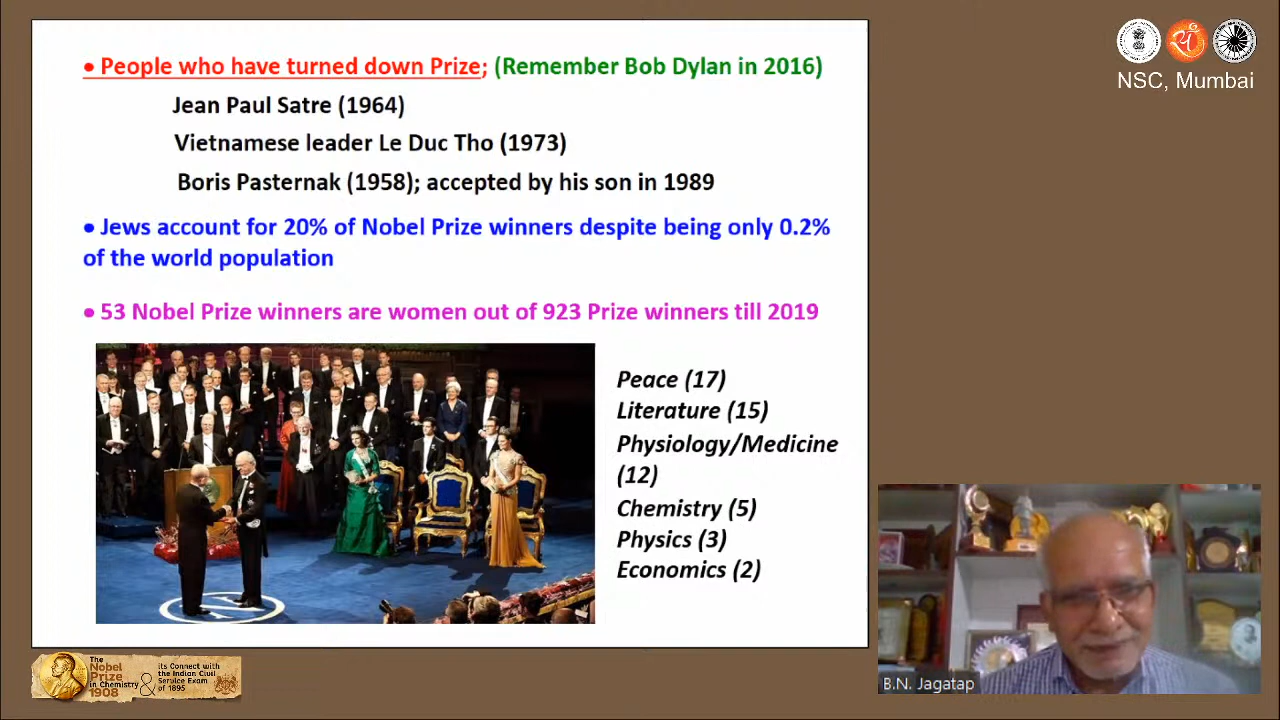 • People who have turned down Prize; (Remember Bob Dylan in 2016)
Jean Paul Satre (1964)
Vietnamese leader Le Duc Tho (1973)
Boris Pasternak (1958); accepted by his son in 1989
• Jews account for 20% of Nobel Prize winners despite being only 0.2%
of the world population
• 53 Nobel Prize winners are women out of 923 Prize winners till 2019
Peace (17)
Literature (15)
Physiology/Medicine
(12)
Chemistry (5)
Physics (3)
Economics (2)
NSC, Mumbai
B.N. Jagatap
The
Nobel
Prize
in Chemistry
1908
&
its Connect with
the Indian Civil
Service Exam
of 1895